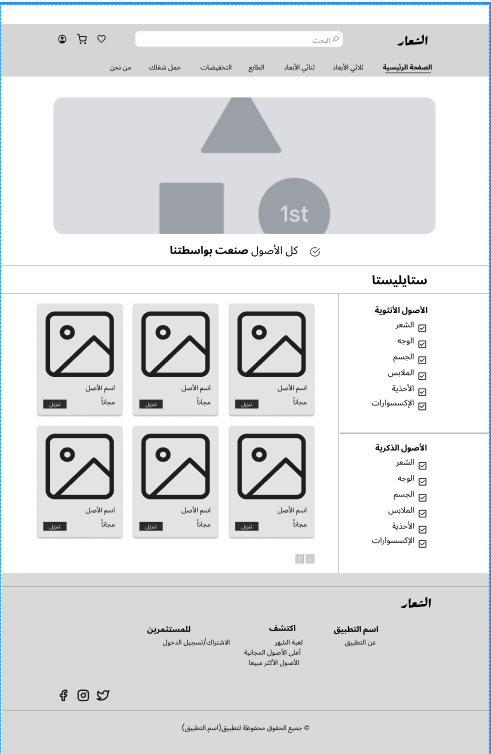 الشعار
البحث
الصفحة الرئيسية
ثلاثي الأبعاد
ثنائي الأبعاد
الطابع
التخفيضات
حمل شغلك
من نحن
1st
كل الأصول صنعت بواسطتنا
ستايليستا
الأصول الأنثوية
الشعر
الوجه
الجسم
الملابس
الأحذية
الإكسسوارات
الأصول الذكرية
الشعر
الوجه
الجسم
الملابس
الأحذية
الإكسسوارات
اسم الأصل
مجاناً
تنزيل
اسم الأصل
مجاناً
تنزيل
اسم الأصل
مجاناً
تنزيل
اسم الأصل
مجاناً
تنزيل
اسم الأصل
مجاناً
تنزيل
اسم الأصل
مجاناً
تنزيل
الشعار
اسم التطبيق
عن التطبيق
اكتشف
لعبة الشهر
أعلى الأصول المجانية
الأصول الأكثر مبيعا
للمستثمرين
الاشتراك/تسجيل الدخول
© جميع الحقوق محفوظة لتطبيق(اسم التطبيق)